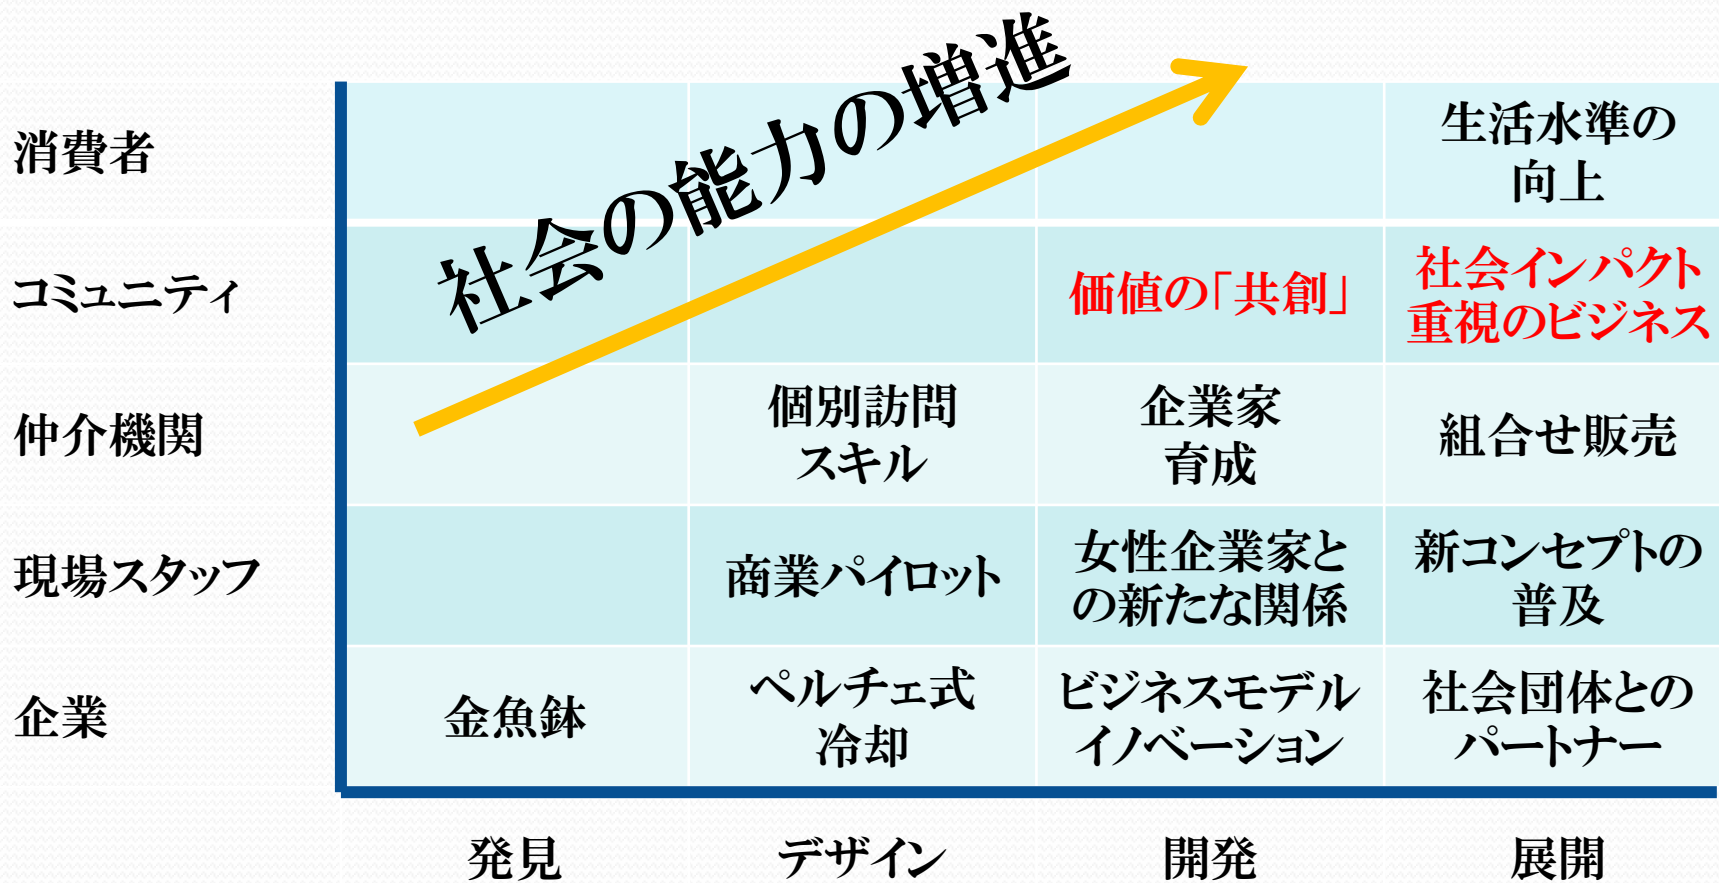 社会の能力の増進
消費者
生活水準の
向上
コミュニティ
価値の「共創」
社会インパクト
重視のビジネス
仲介機関
個別訪問
スキル
企業家
育成
組合せ販売
現場スタッフ
商業パイロット
女性企業家と
の新たな関係
新コンセプトの
普及
企業
金魚鉢
ペルチェ式
冷却
ビジネスモデル
イノベーション
社会団体との
パートナー
発見
デザイン
開発
展開